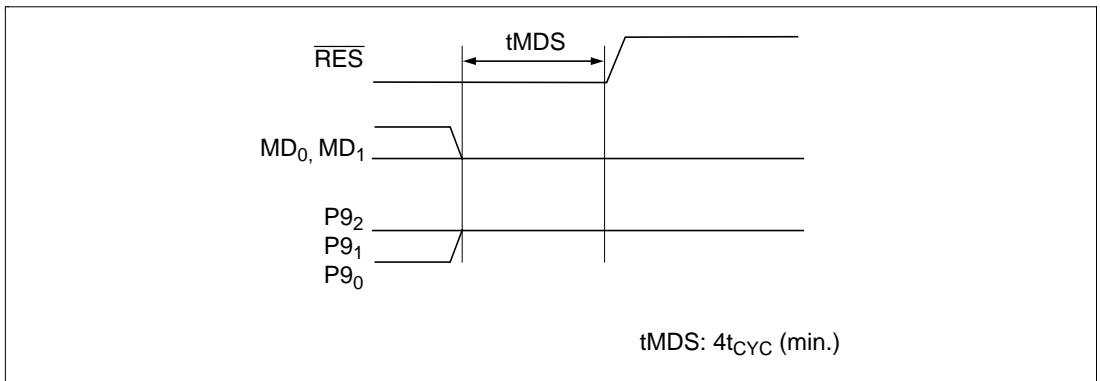 tMDS
RES
MD0, MD1
P92
P91
P90
tMDS: 4tCYC (min.)